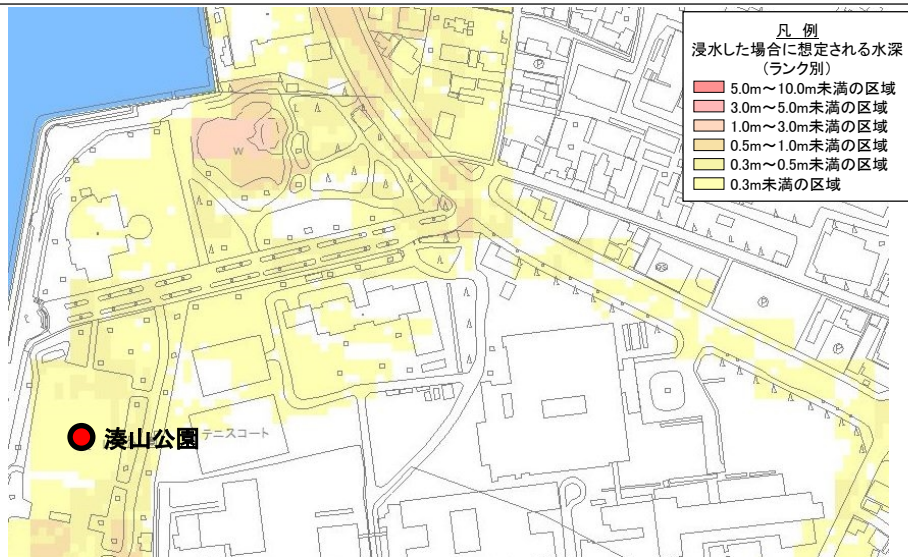 凡 例
浸水した場合に想定される水深
(ランク別)
5.0m～10.0m未満の区域
3.0m～5.0m未満の区域
1.0m～3.0m未満の区域
0.5m～1.0m未満の区域
0.3m～0.5m未満の区域
0.3m未満の区域
W
P
P
P
P
湊山公園
テニスコート